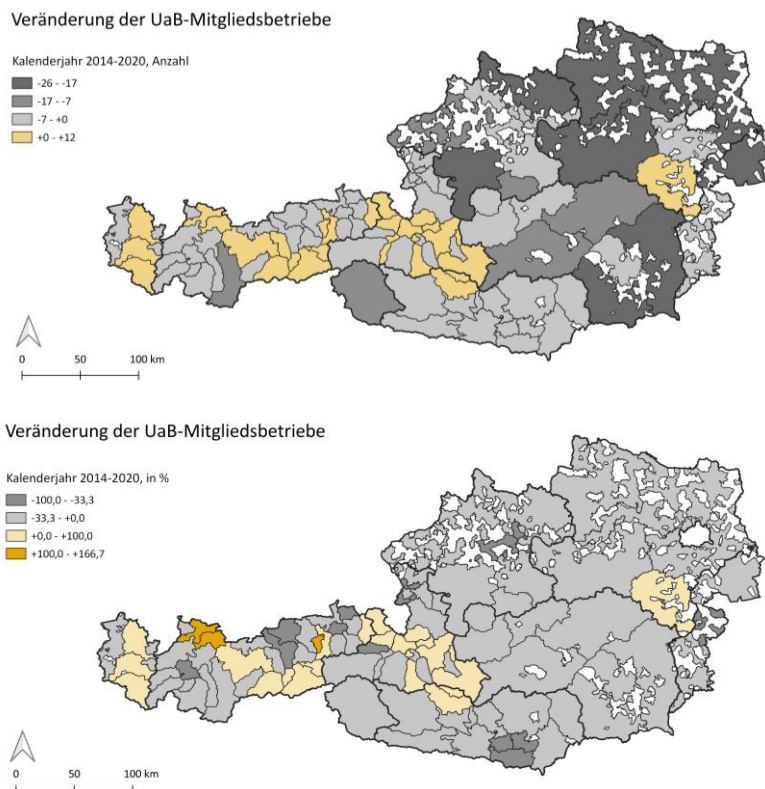 Veränderung der UaB-Mitgliedsbetriebe
Kalenderjahr 2014-2020, Anzahl
-26 - -17
-17 - -7
-7 - +0
+0 - +12
0 50 100 km
Veränderung der UaB-Mitgliedsbetriebe
Kalenderjahr 2014-2020, in %
-100,0 - -33,3
-33,3 - +0,0
+0,0 - +100,0
+100,0 - +166,7
0 50 100 km